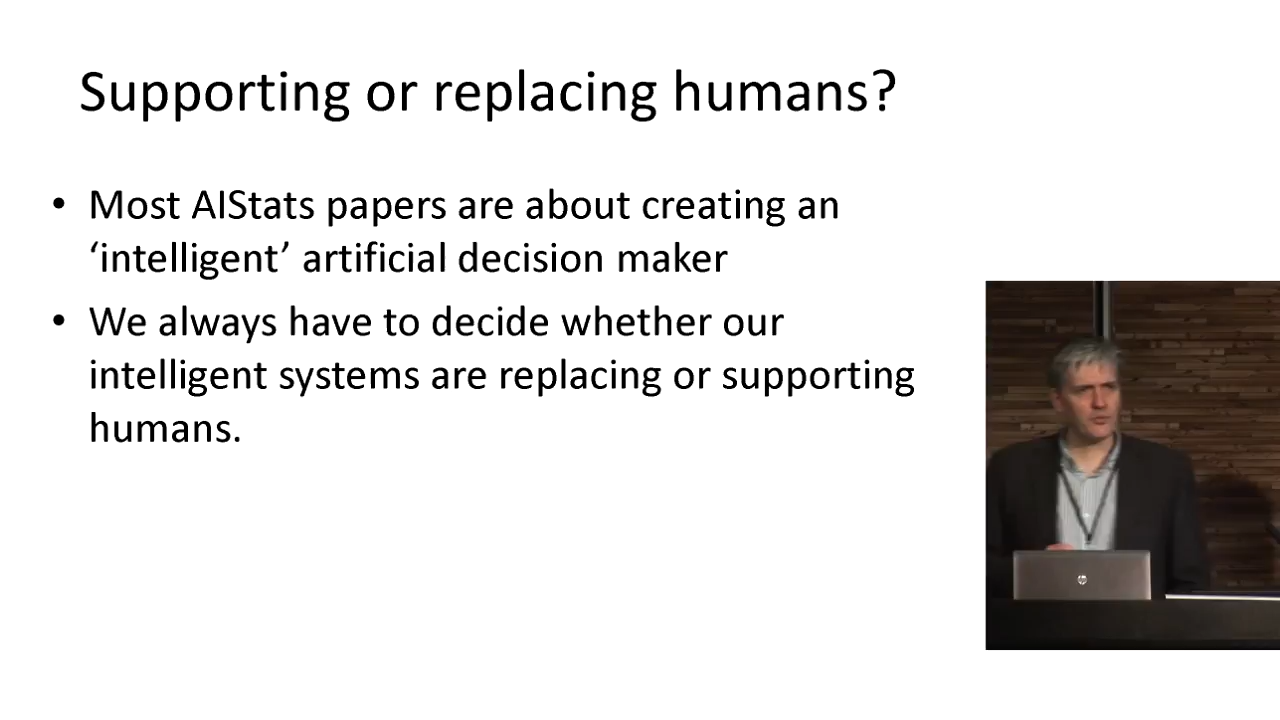 Supporting or replacing humans?
• Most AIStats papers are about creating an
‘intelligent’ artificial decision maker
• We always have to decide whether our
intelligent systems are replacing or supporting
humans.
hp